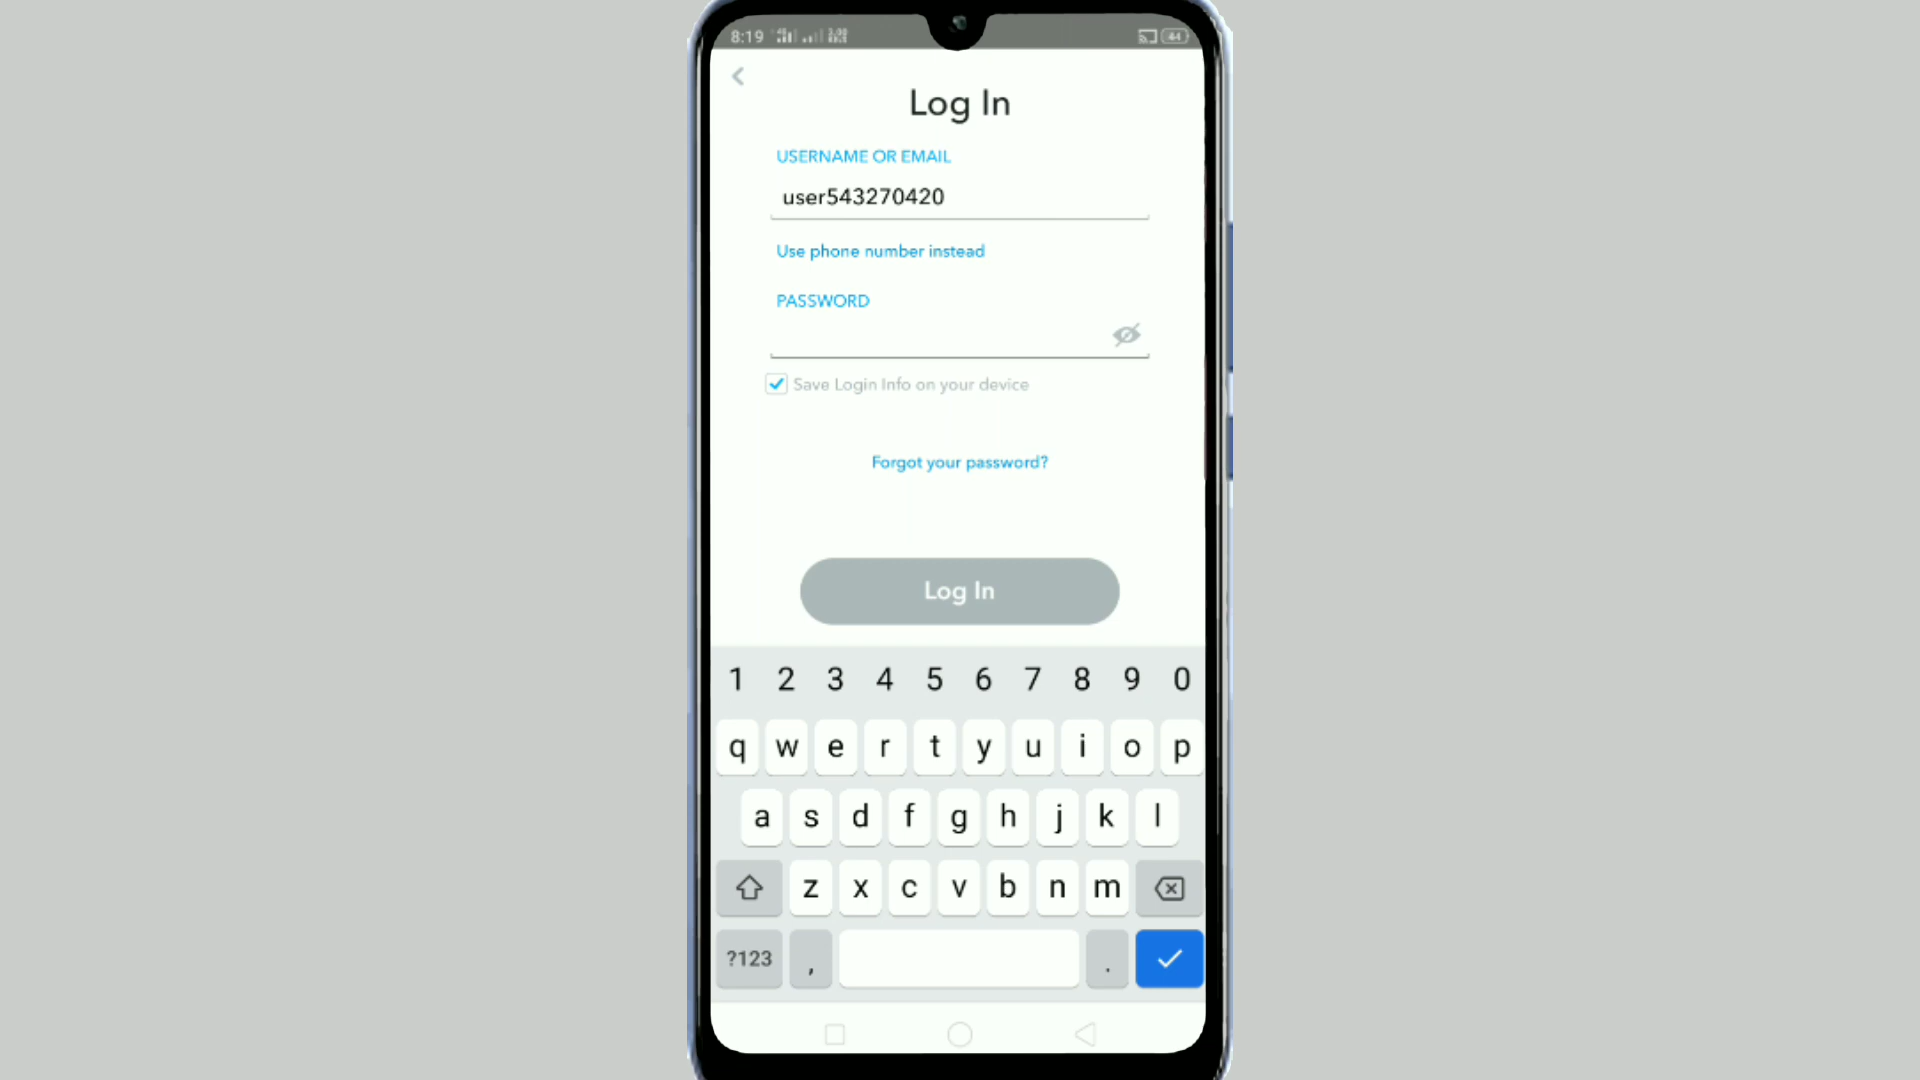 8:19
44
Log In
USERNAME OR EMAIL
user543270420
Use phone number instead
PASSWORD
Save Login Info on your device
Forgot your password?
Log In
1 2 3 4 5 6 7 8 9 0
q w e r t y u i o p
a s d f g h j k l
z x c v b n m
?123 , .